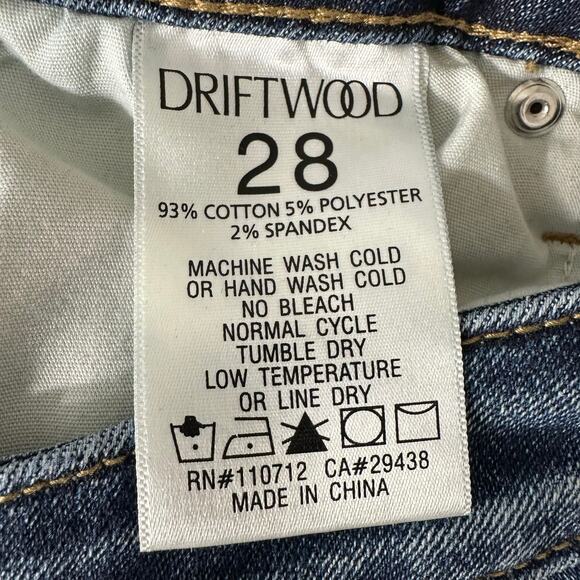 DRIFTWOOD
28
93% COTTON 5% POLYESTER
2% SPANDEX
MACHINE WASH COLD
OR HAND WASH COLD
NO BLEACH
NORMAL CYCLE
TUMBLE DRY
LOW TEMPERATURE
OR LINE DRY
RN#110712 CA#29438
MADE IN CHINA